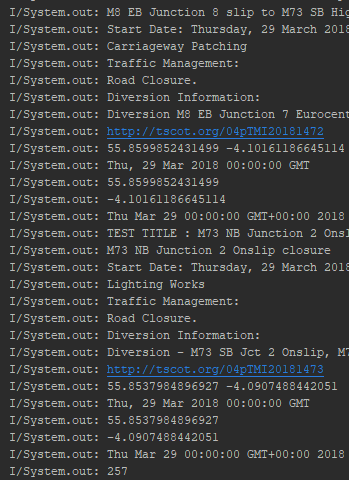 I/System.out: M8 EB Junction 8 slip to M73 SB Hig
I/System.out: Start Date: Thursday, 29 March 2018
I/System.out: Carriageway Patching
I/System.out: Traffic Management:
I/System.out: Road Closure.
I/System.out: Diversion Information:
I/System.out: Diversion M8 EB Junction 7 Eurocent
I/System.out: http://tscot.org/04pTMI20181472
I/System.out: 55.8599852431499 -4.10161186645114
I/System.out: Thu, 29 Mar 2018 00:00:00 GMT
I/System.out: 55.8599852431499
I/System.out: -4.10161186645114
I/System.out: Thu Mar 29 00:00:00 GMT+00:00 2018
I/System.out: TEST TITLE : M73 NB Junction 2 Onsl
I/System.out: M73 NB Junction 2 Onslip closure
I/System.out: Start Date: Thursday, 29 March 2018
I/System.out: Lighting Works
I/System.out: Traffic Management:
I/System.out: Road Closure.
I/System.out: Diversion Information:
I/System.out: Diversion - M73 SB Jct 2 Onslip, M7
I/System.out: http://tscot.org/04pTMI20181473
I/System.out: 55.8537984896927 -4.0907488442051
I/System.out: Thu, 29 Mar 2018 00:00:00 GMT
I/System.out: 55.8537984896927
I/System.out: -4.0907488442051
I/System.out: Thu Mar 29 00:00:00 GMT+00:00 2018
I/System.out: 257